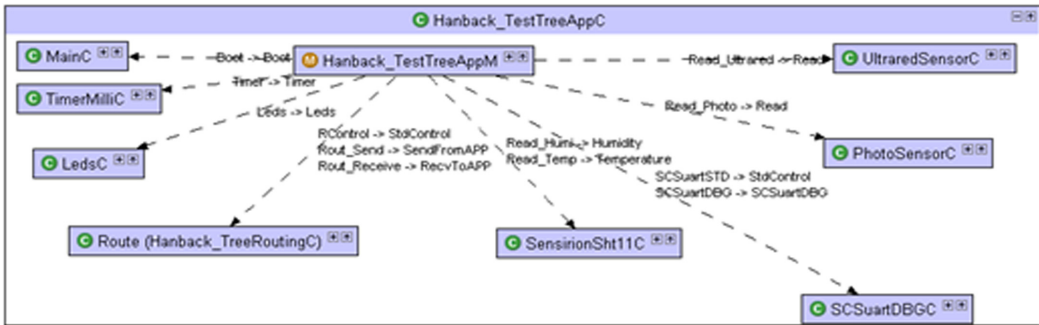 Hanback_TestTreeAppC
MainC
Boot -> Boot
Hanback_TestTreeAppM
Read_Ultrared -> Read
UltraredSensorC
Timer -> Timer
TimerMilliC
Leds -> Leds
Read_Photo -> Read
LedsC
RControl -> StdControl
Rout_Send -> SendFromAPP
Rout_Receive -> RecvToAPP
Read_Humi -> Humidity
Read_Temp -> Temperature
PhotoSensorC
SCSuartSTD -> StdControl
SCSuartDBG -> SCSuartDBG
Route (Hanback_TreeRoutingC)
SensirionSht11C
SCSuartDBGC